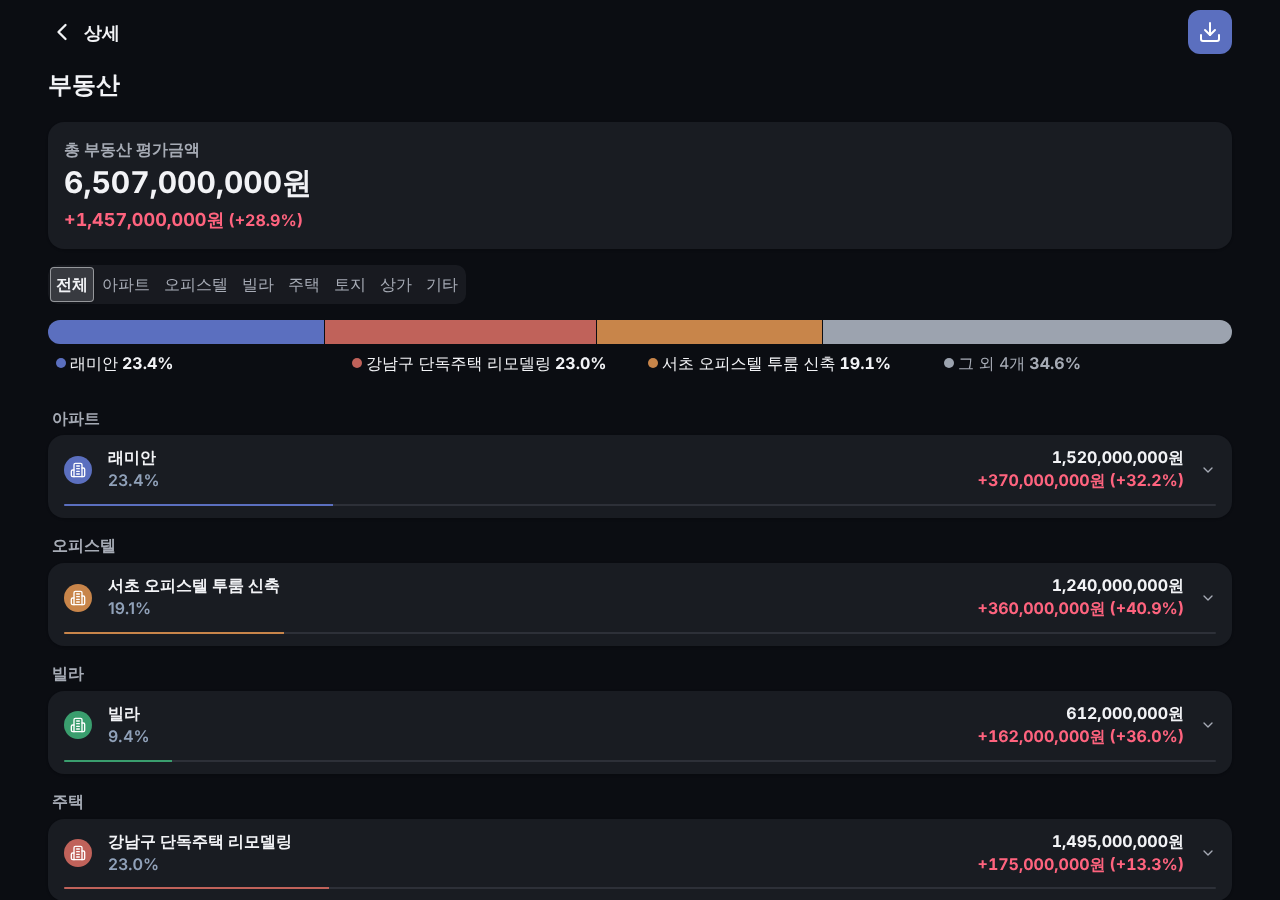 상세
부동산
총 부동산 평가금액
6,507,000,000원
+1,457,000,000원 (+28.9%)
전체 아파트 오피스텔 빌라 주택 토지 상가 기타
래미안 23.4% 강남구 단독주택 리모델링 23.0% 서초 오피스텔 투룸 신축 19.1% 그 외 4개 34.6%
아파트
래미안 1,520,000,000원
23.4% +370,000,000원 (+32.2%)
오피스텔
서초 오피스텔 투룸 신축 1,240,000,000원
19.1% +360,000,000원 (+40.9%)
빌라
빌라 612,000,000원
9.4% +162,000,000원 (+36.0%)
주택
강남구 단독주택 리모델링 1,495,000,000원
23.0% +175,000,000원 (+13.3%)